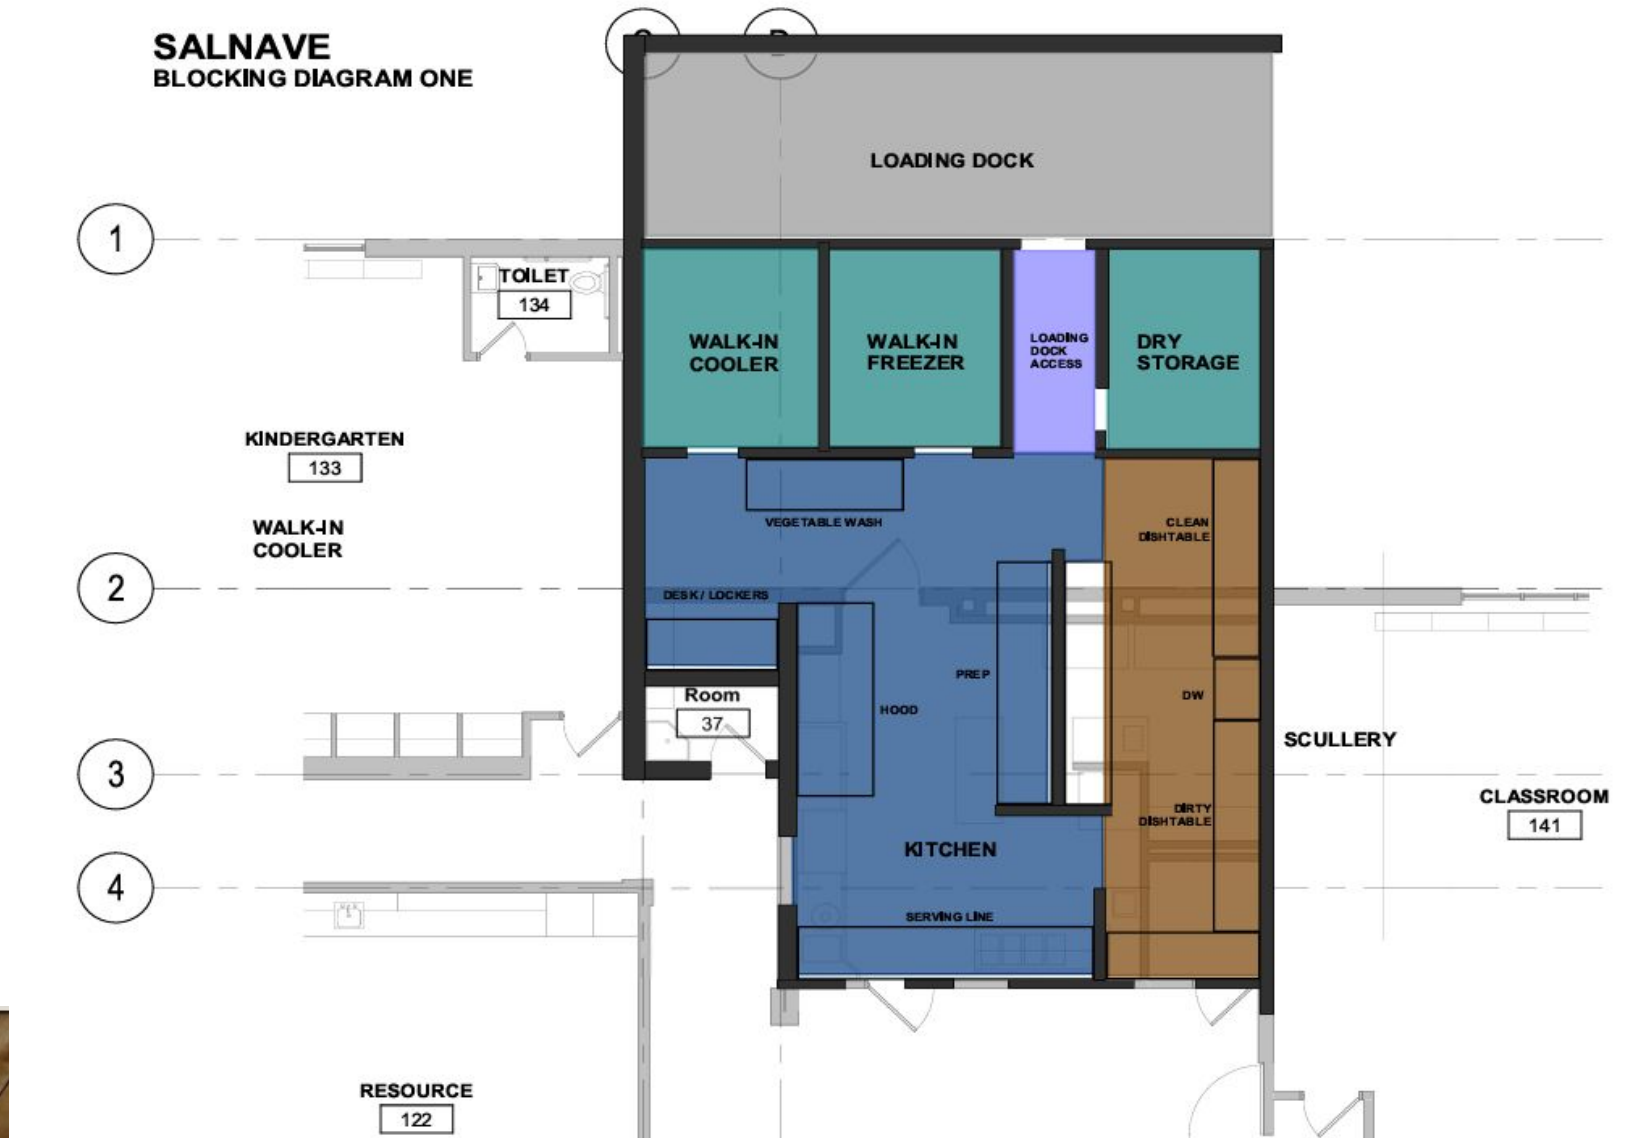 SALNAVE
BLOCKING DIAGRAM ONE
LOADING DOCK
1
TOILET
134
WALK-IN
COOLER
WALK-IN
FREEZER
LOADING
DOCK
ACCESS
DRY
STORAGE
KINDERGARTEN
133
WALK-IN
COOLER
VEGETABLE WASH
CLEAN
DISHTABLE
2
DESK / LOCKERS
PREP
HOOD
DW
Room
37
SCULLERY
3
DIRTY
DISHTABLE
CLASSROOM
141
KITCHEN
4
SERVING LINE
RESOURCE
122